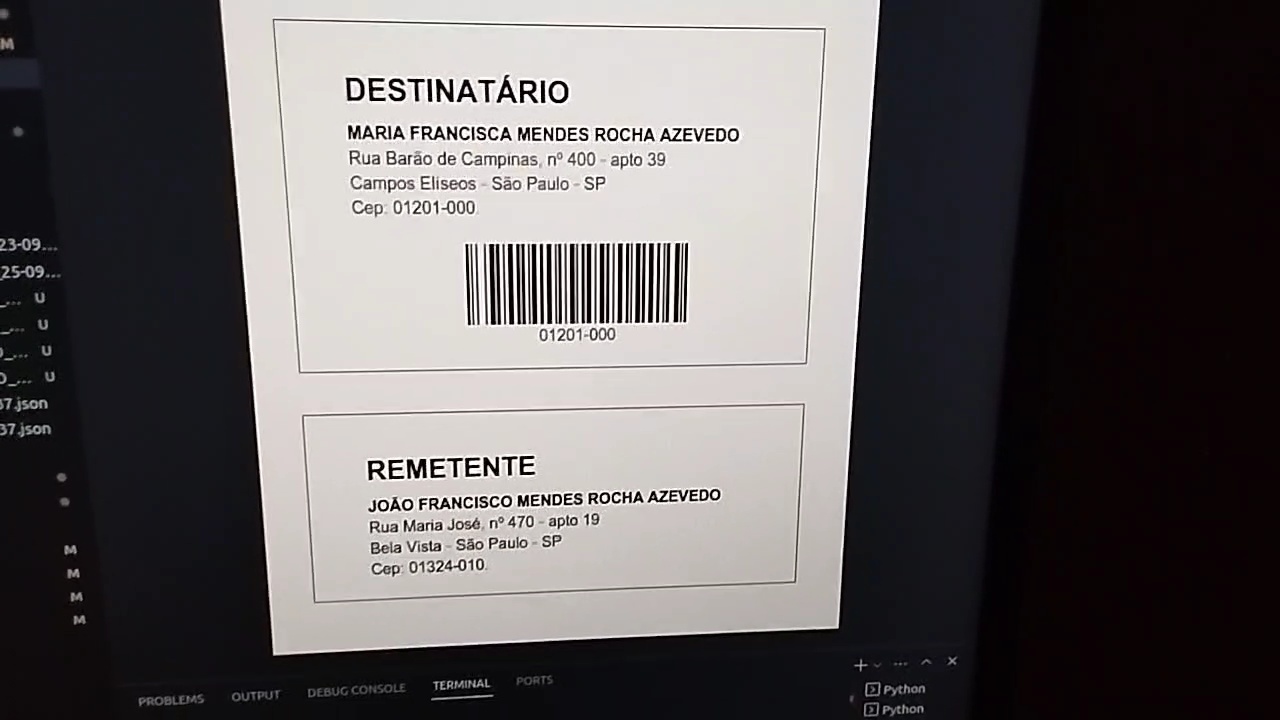 M
DESTINATÁRIO
MARIA FRANCISCA MENDES ROCHA AZEVEDO
Rua Barão de Campinas, nº 400 - apto 39
Campos Elíseos - São Paulo - SP
Cep: 01201-000.
01201-000
23-09...
25-09...
_... U
_... U
O_... U
O_... U
37.json
37.json
REMETENTE
JOÃO FRANCISCO MENDES ROCHA AZEVEDO
Rua Maria José, nº 470 - apto 19
Bela Vista - São Paulo - SP
Cep: 01324-010.
M
M
M
M
PROBLEMS OUTPUT DEBUG CONSOLE TERMINAL PORTS
Python
Python